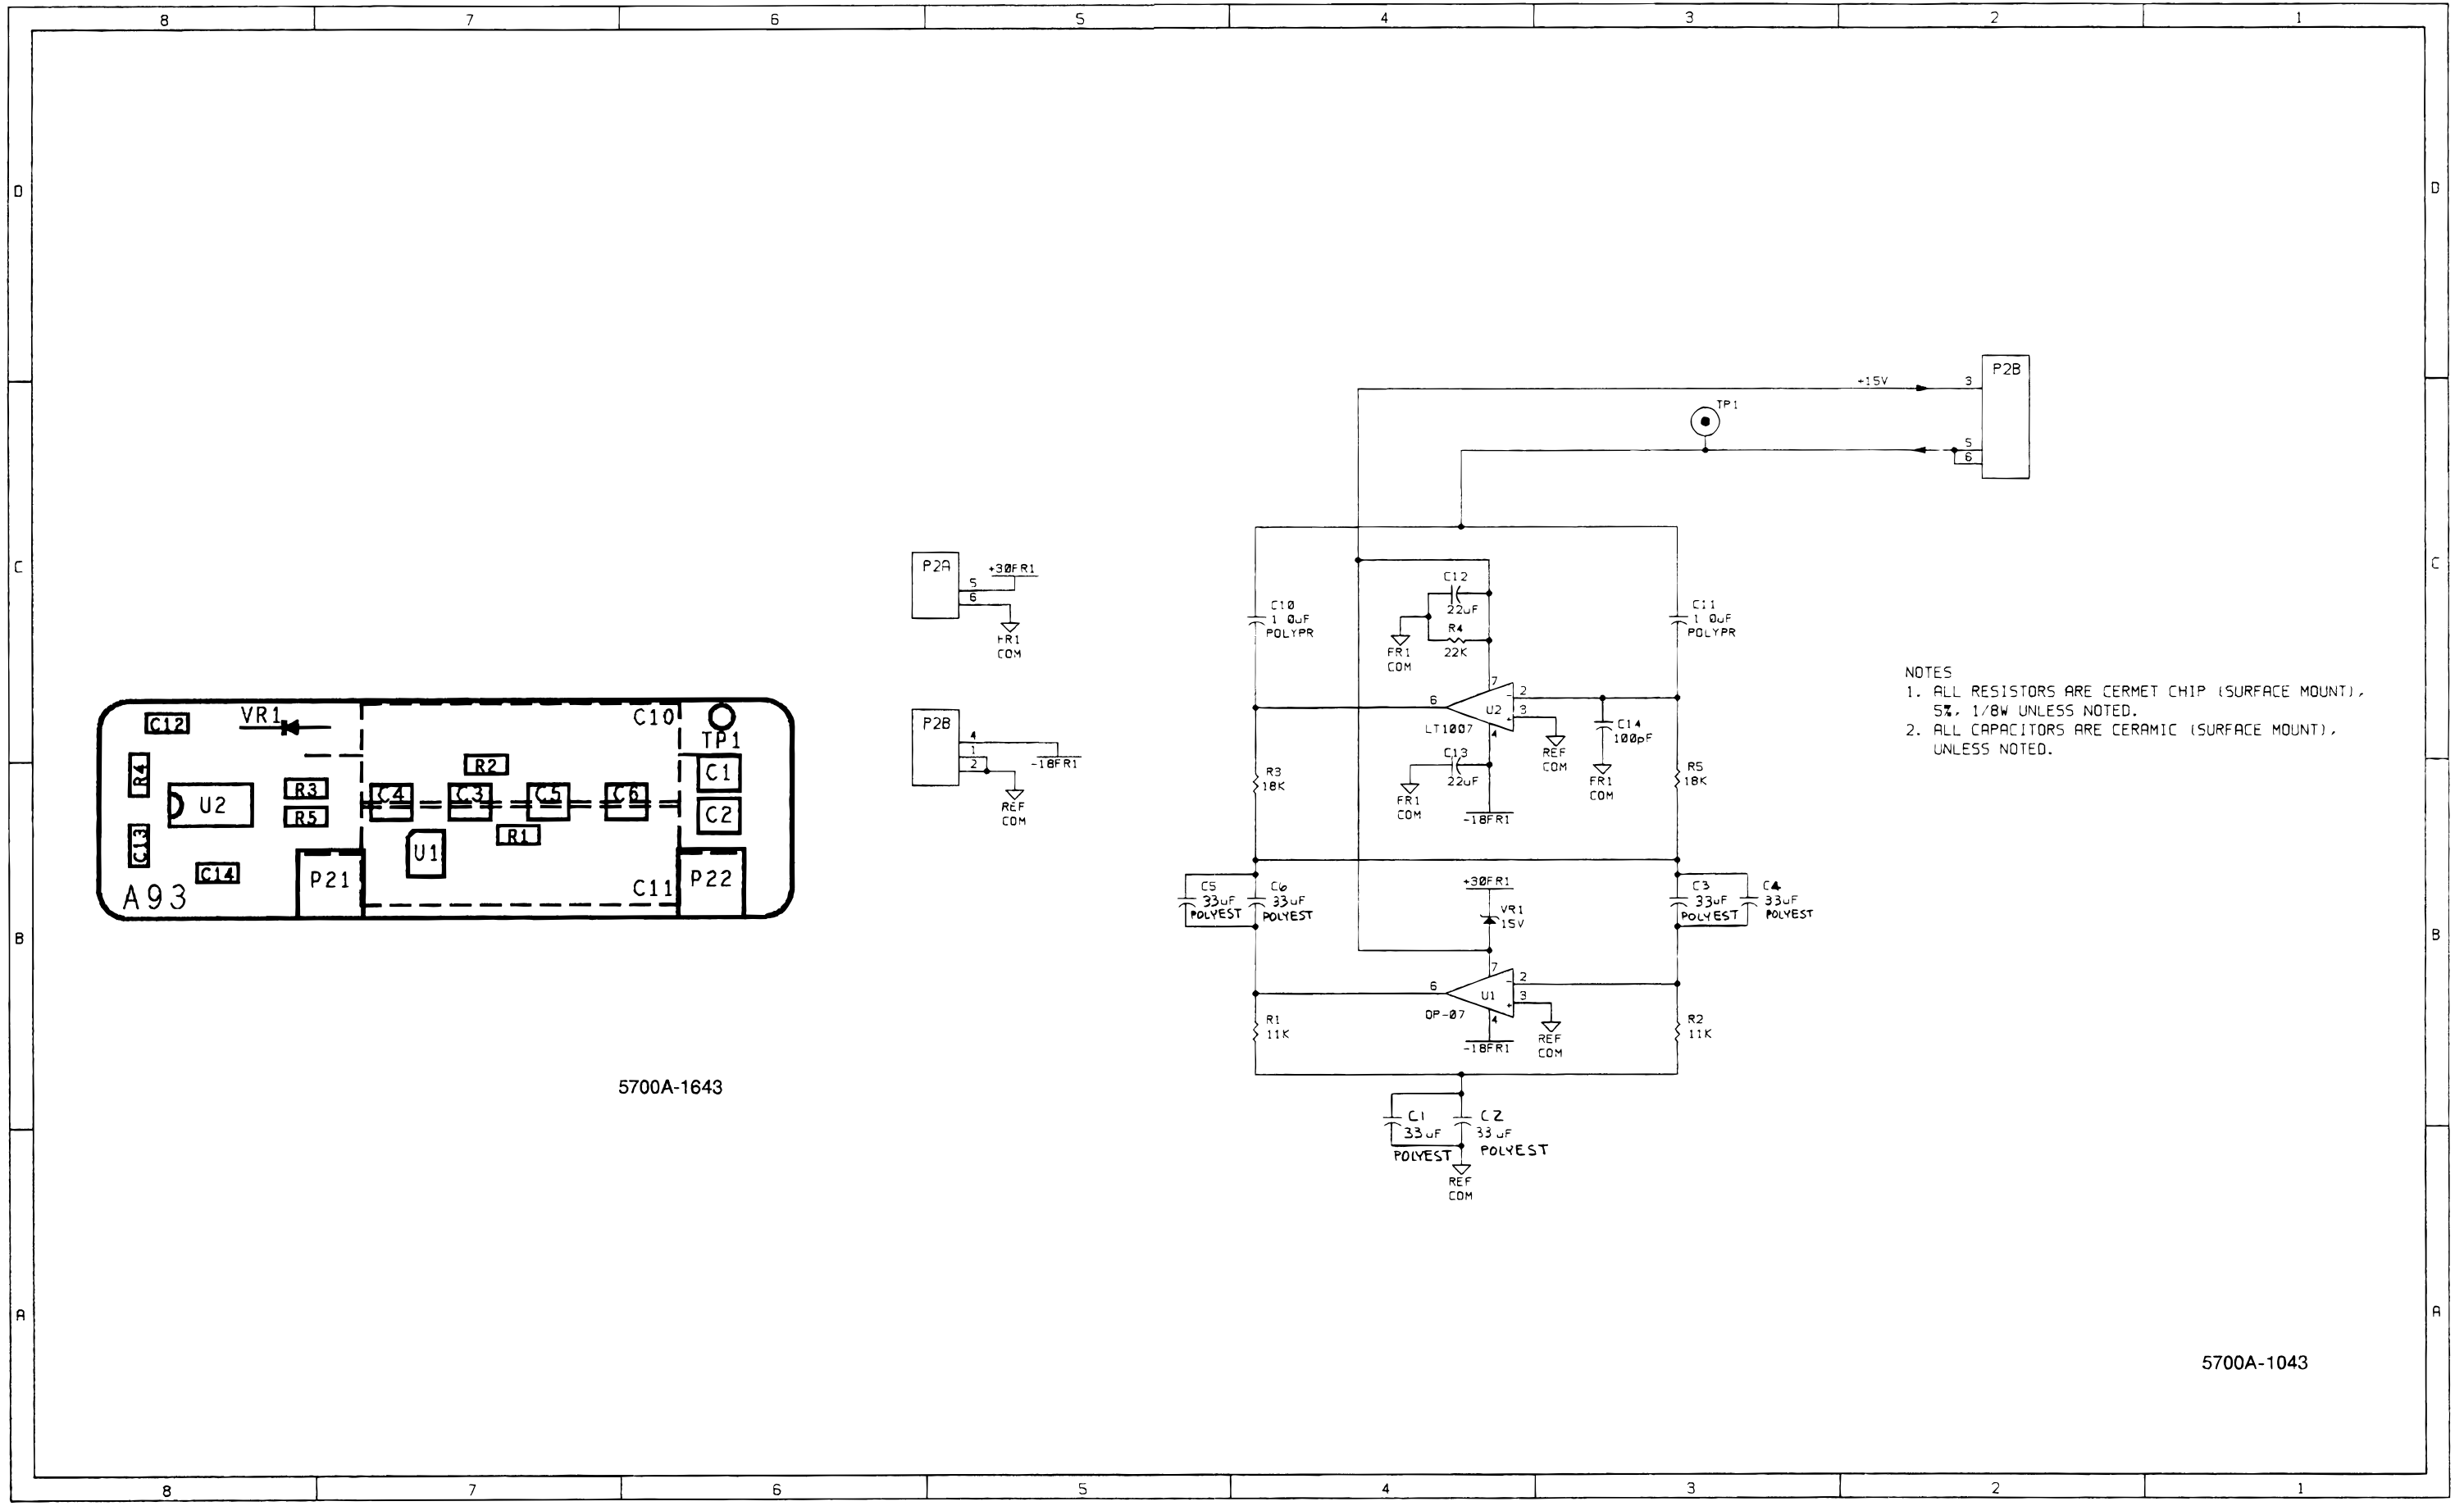 8 7 6 5 4 3 2 1
D D
C C
B B
A A
P2B
+15V
3
5
6
TP1
P2A
5
6
+30FR1
FR1
COM
P2B
4
1
2
-18FR1
REF
COM
C10
1 0uF
POLYPR
C11
1 0uF
POLYPR
C12
22uF
R4
22K
FR1
COM
7
6
2
3
4
U2
LT1007
- +
REF
COM
C14
100pF
FR1
COM
C13
22uF
FR1
COM
-18FR1
R3
18K
R5
18K
C5
33uF
POLYEST
C6
33uF
POLYEST
C3
33uF
POLYEST
C4
33uF
POLYEST
+30FR1
VR1
15V
7
6
2
3
4
U1
OP-07
- +
REF
COM
-18FR1
R1
11K
R2
11K
C1
33uF
POLYEST
C2
33uF
POLYEST
REF
COM
NOTES
1. ALL RESISTORS ARE CERMET CHIP (SURFACE MOUNT),
5%, 1/8W UNLESS NOTED.
2. ALL CAPACITORS ARE CERAMIC (SURFACE MOUNT),
UNLESS NOTED.
C12
VR1
C10
TP1
R4
U2
R3
R5
R2
C4
C3
C5
C6
C1
C2
C13
C14
R1
U1
P21
C11
P22
A93
5700A-1643
5700A-1043
8 7 6 5 4 3 2 1